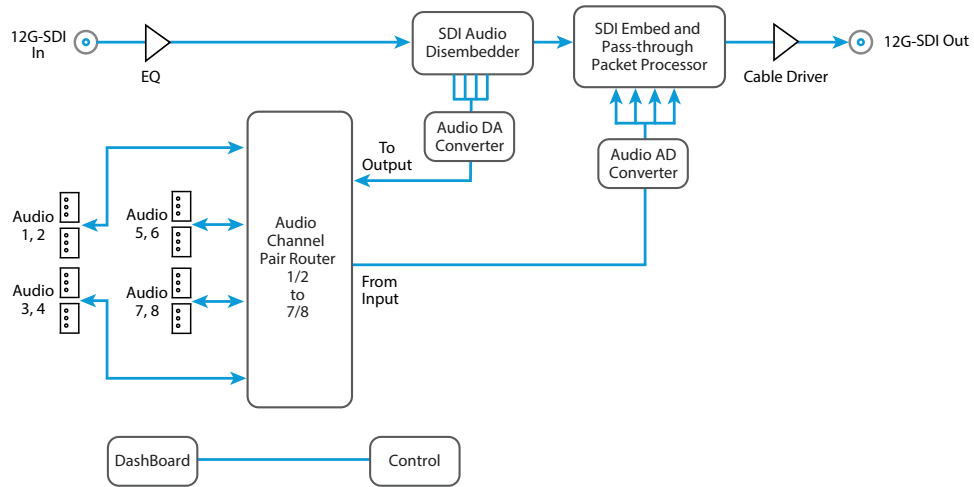 12G-SDI
In
EQ
SDI Audio
Disembedder
SDI Embed and
Pass-through
Packet Processor
Cable Driver
12G-SDI Out
Audio DA
Converter
To
Output
Audio AD
Converter
Audio
1, 2
Audio
5, 6
Audio
3, 4
Audio
7, 8
Audio
Channel
Pair Router
1/2
to
7/8
From
Input
DashBoard
Control